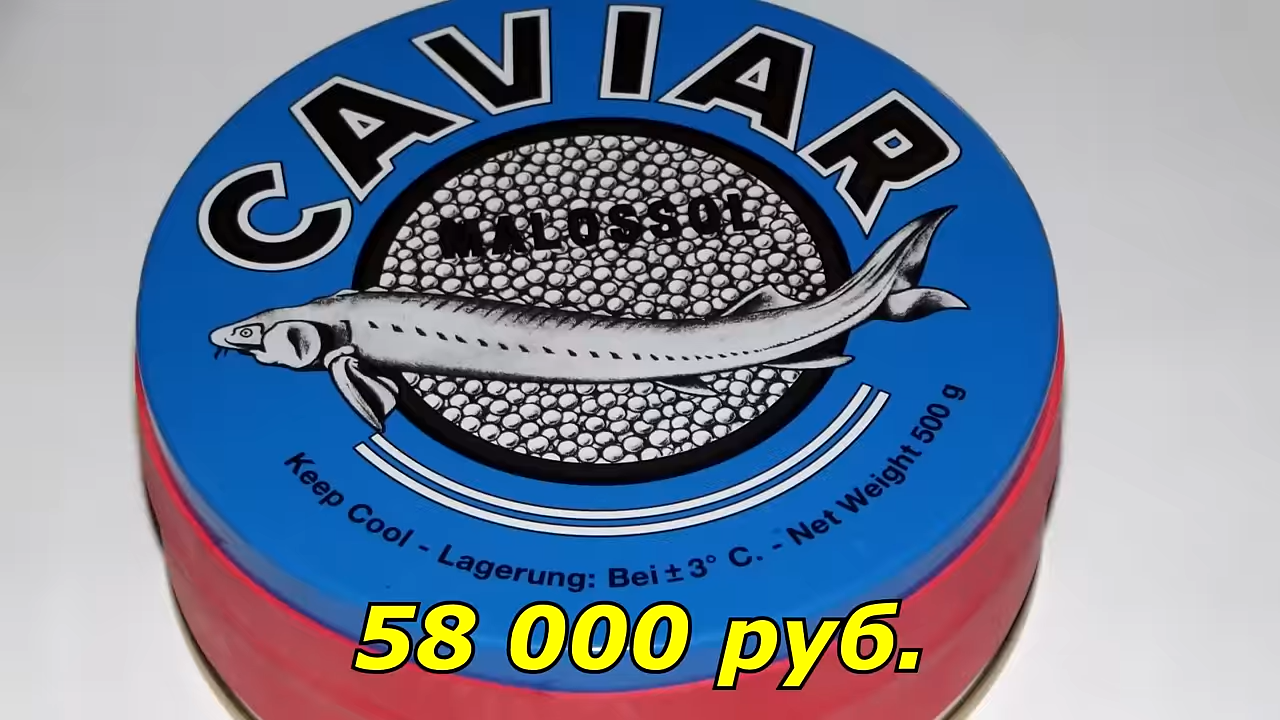 CAVIAR
MALOSSOL
Keep Cool - Lagerung: Bei ± 3° C. - Net Weight 500 g
58 000 руб.